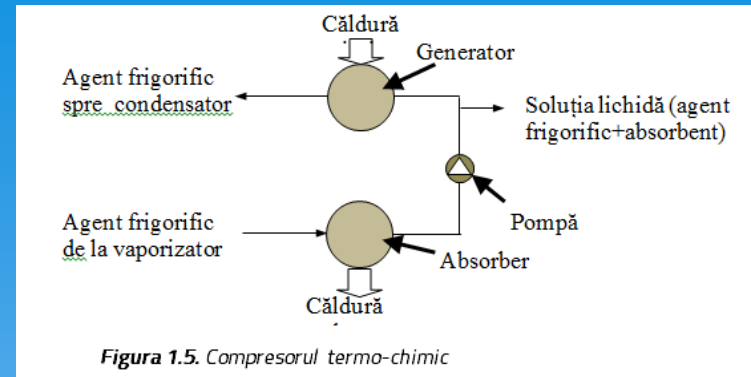 Căldură
Generator
Agent frigorific
spre condensator
Soluția lichidă (agent
frigorific+absorbent)
Agent frigorific
de la vaporizator
Pompă
Absorber
Căldură
Figura 1.5. Compresorul termo-chimic